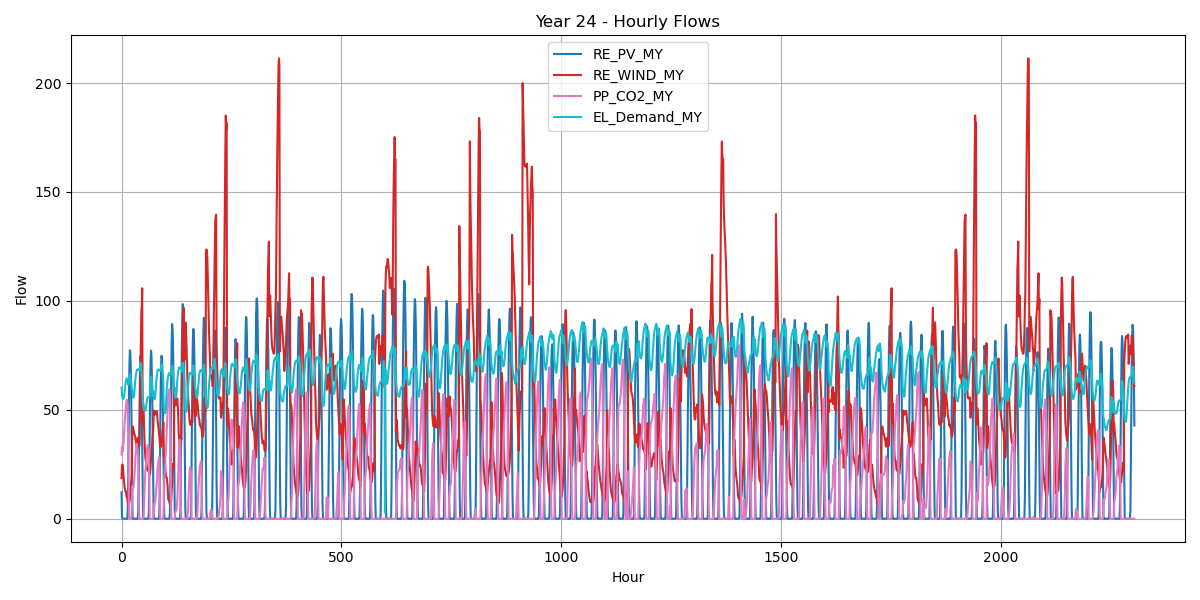 Year 24 - Hourly Flows
RE_PV_MY
RE_WIND_MY
PP_CO2_MY
EL_Demand_MY
Flow
200
150
100
50
0
0 500 1000 1500 2000
Hour